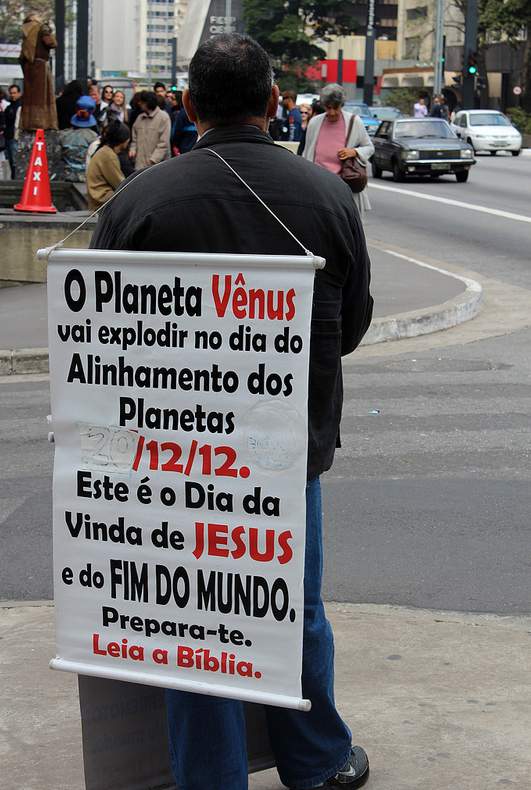 TAXI
O Planeta Vênus
vai explodir no dia do
Alinhamento dos
Planetas
20/12/12.
Este é o Dia da
Vinda de JESUS
e do FIM DO MUNDO.
Prepara-te.
Leia a Bíblia.